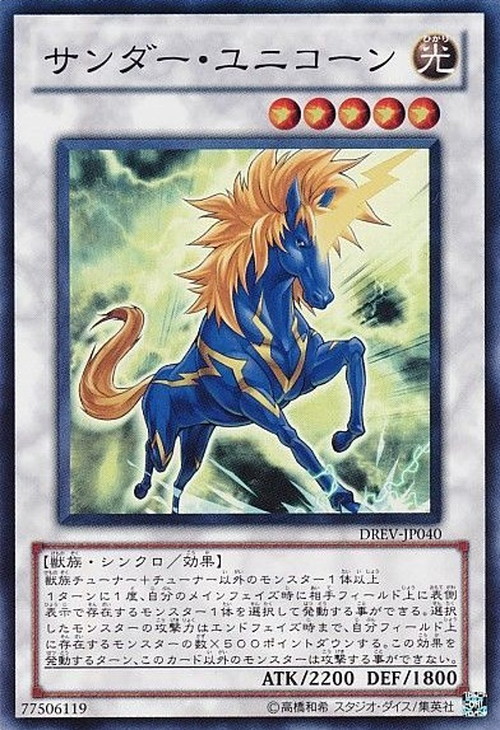 サンダー・ユニコーン
ひかり
光
DREV-JP040
【獣族・シンクロ/効果】
獣族チューナー+チューナー以外のモンスター1体以上
1ターンに1度、自分のメインフェイズ時に相手フィールド上に表側
表示で存在するモンスター1体を選択して発動する事ができる。選択
したモンスターの攻撃力はエンドフェイズ時まで、自分フィールド上
に存在するモンスターの数×500ポイントダウンする。この効果を
発動するターン、このカード以外のモンスターは攻撃する事ができない。
ATK/2200 DEF/1800
77506119 ©高橋和希 スタジオ・ダイス/集英社